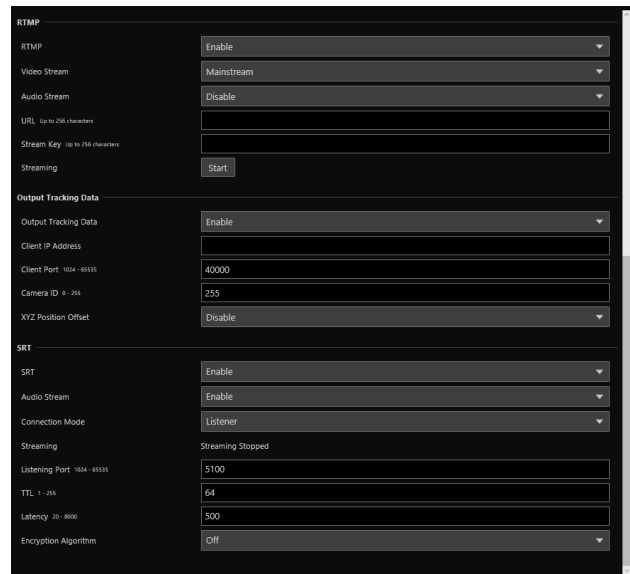 RTMP
RTMP Enable
Video Stream Mainstream
Audio Stream Disable
URL Up to 256 characters
Stream Key Up to 256 characters
Streaming Start
Output Tracking Data
Output Tracking Data Enable
Client IP Address
Client Port 1024 - 65535 40000
Camera ID 0 - 255 255
XYZ Position Offset Disable
SRT
SRT Enable
Audio Stream Enable
Connection Mode Listener
Streaming Streaming Stopped
Listening Port 1024 - 65535 5100
TTL 1 - 255 64
Latency 20 - 8000 500
Encryption Algorithm Off